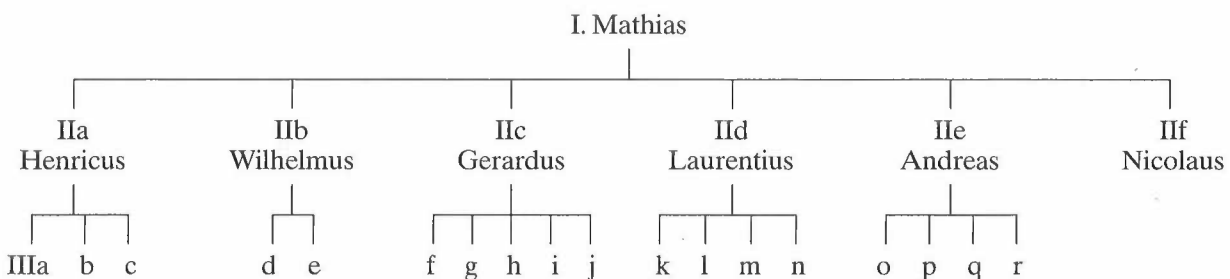 I. Mathias
IIa IIb IIc IId IIe IIf
Henricus Wilhelmus Gerardus Laurentius Andreas Nicolaus
IIIa b c d e f g h i j k l m n o p q r